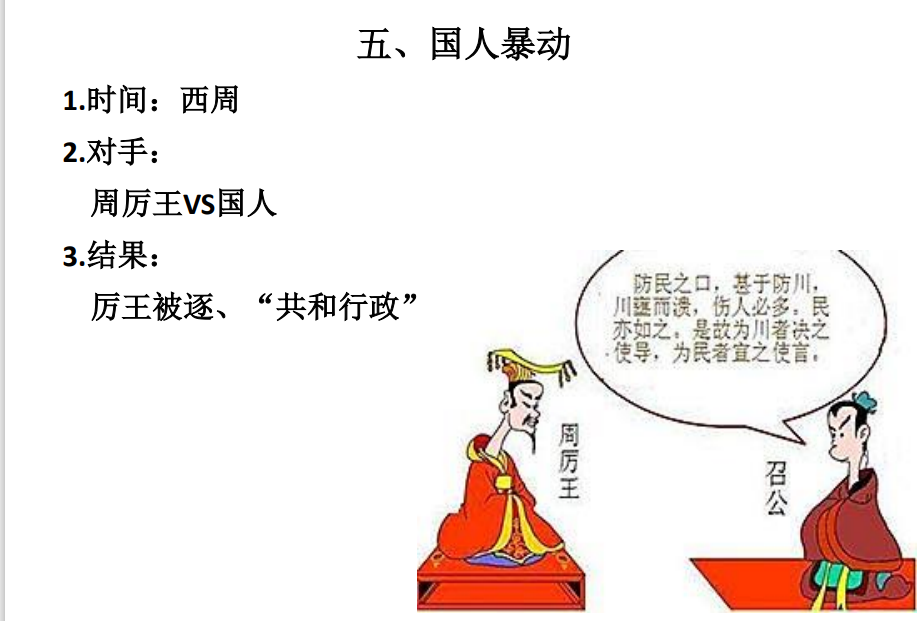 五、国人暴动
1.时间：西周
2.对手：
周厉王VS国人
3.结果：
厉王被逐、“共和行政”
防民之口，甚于防川，
川壅而溃，伤人必多。民
亦如之。是故为川者决之
使导，为民者宣之使言。
周厉王
召公